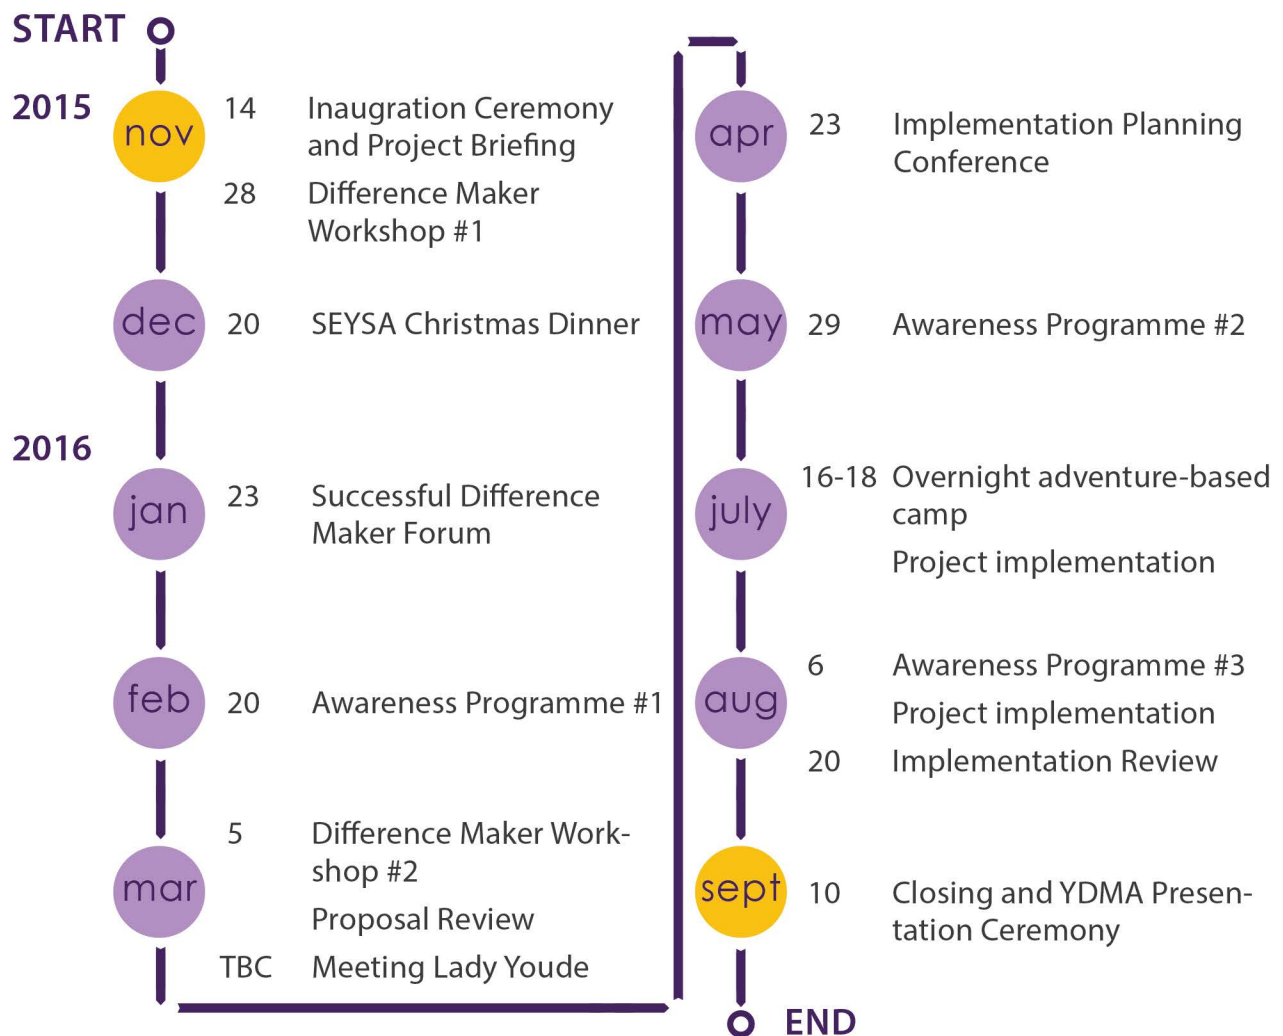 START
2015
nov
14 Inaugration Ceremony
and Project Briefing
28 Difference Maker
Workshop #1
dec
20 SEYSA Christmas Dinner
2016
jan
23 Successful Difference
Maker Forum
feb
20 Awareness Programme #1
mar
5 Difference Maker Work-
shop #2
Proposal Review
TBC Meeting Lady Youde
apr
23 Implementation Planning
Conference
may
29 Awareness Programme #2
july
16-18 Overnight adventure-based
camp
Project implementation
aug
6 Awareness Programme #3
Project implementation
20 Implementation Review
sept
10 Closing and YDMA Presen-
tation Ceremony
END